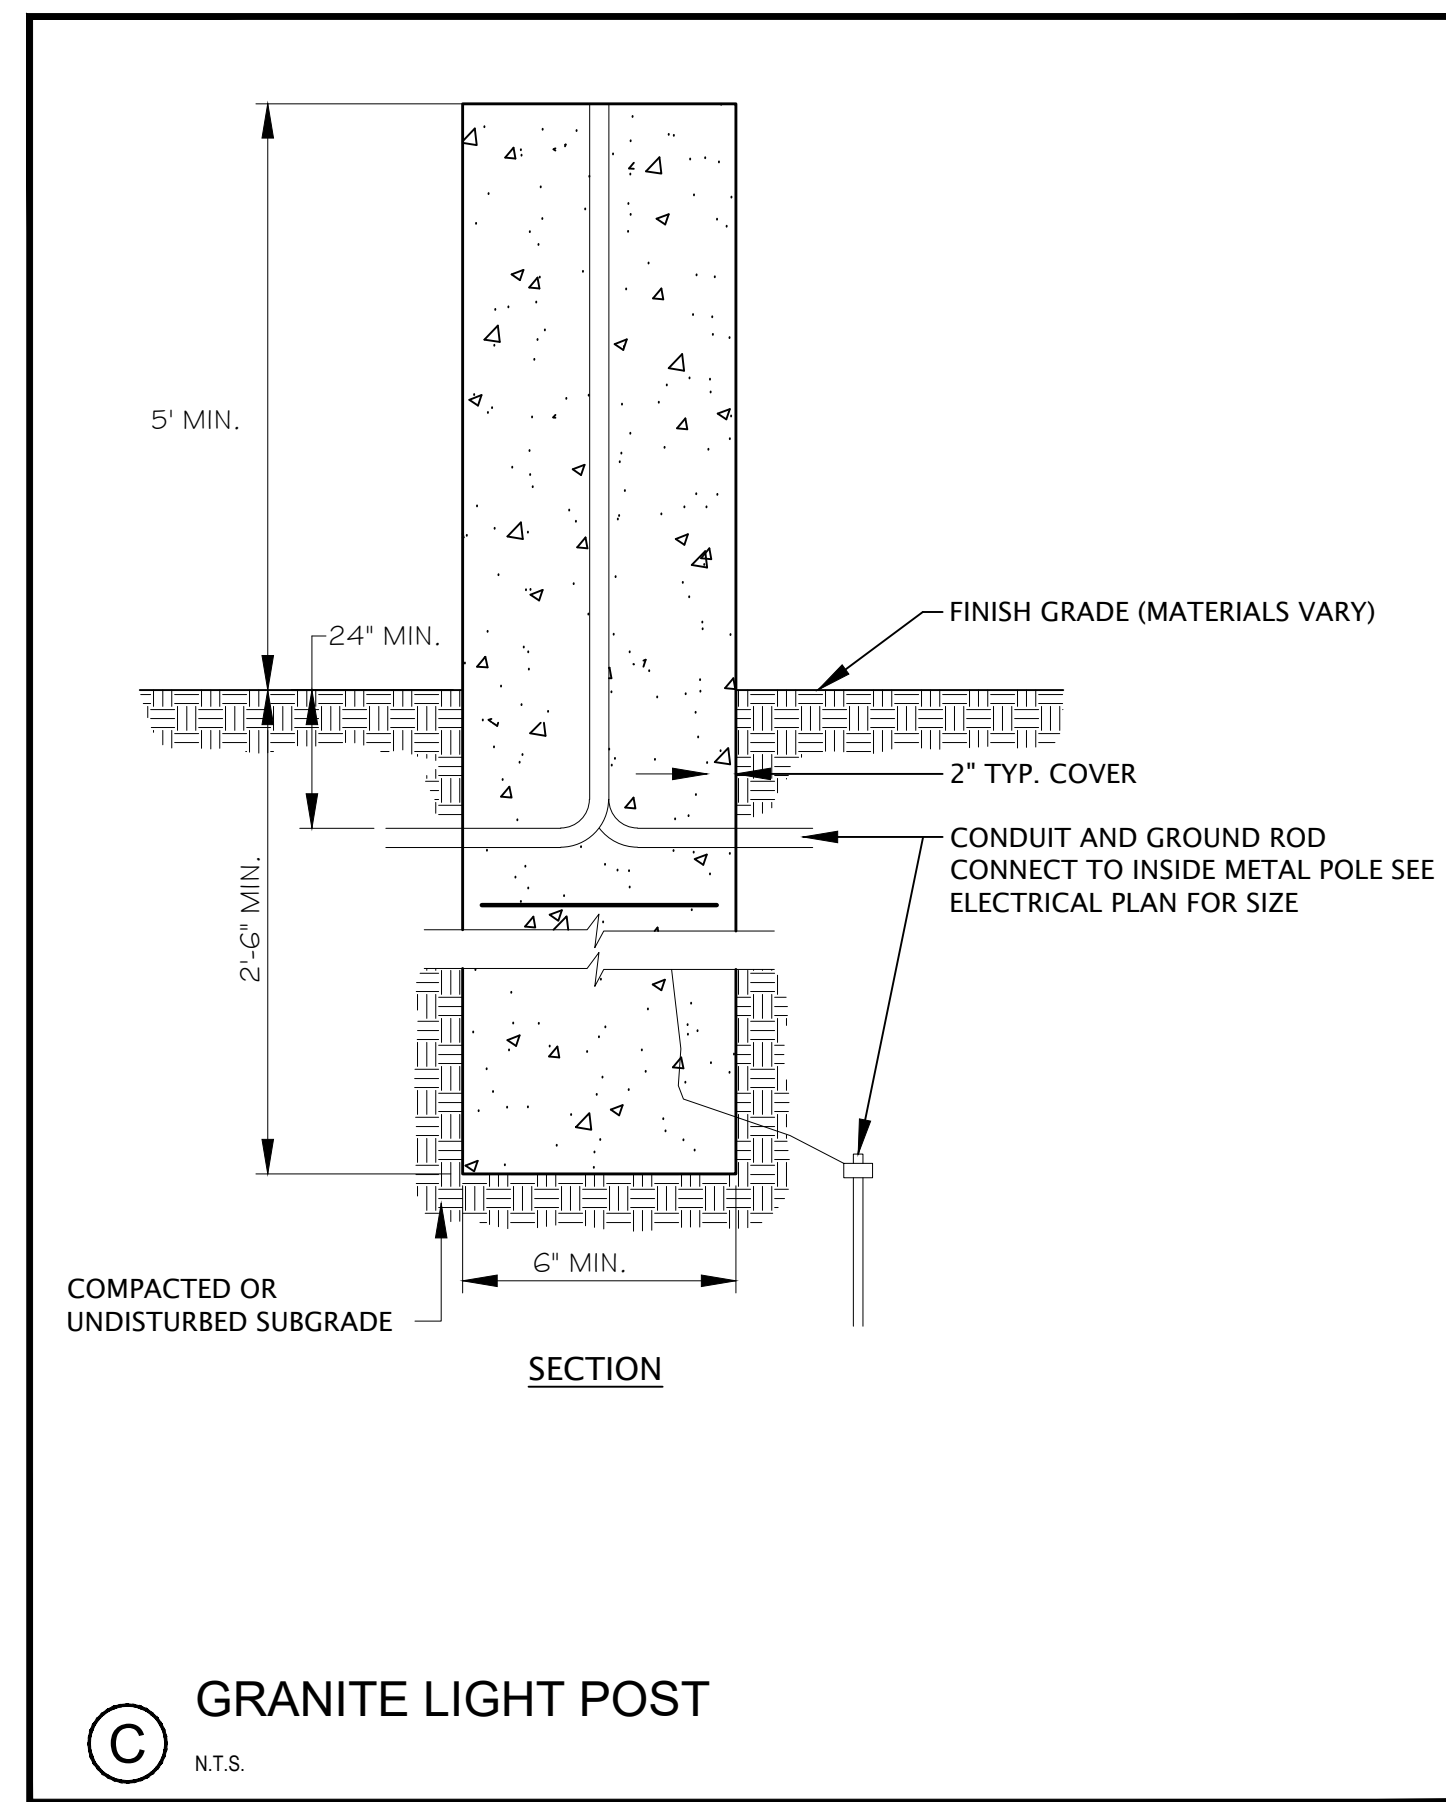 5' MIN.
24" MIN.
FINISH GRADE (MATERIALS VARY)
2" TYP. COVER
CONDUIT AND GROUND ROD
CONNECT TO INSIDE METAL POLE SEE
ELECTRICAL PLAN FOR SIZE
2'-6" MIN.
6" MIN.
COMPACTED OR
UNDISTURBED SUBGRADE
SECTION
C
GRANITE LIGHT POST
N.T.S.